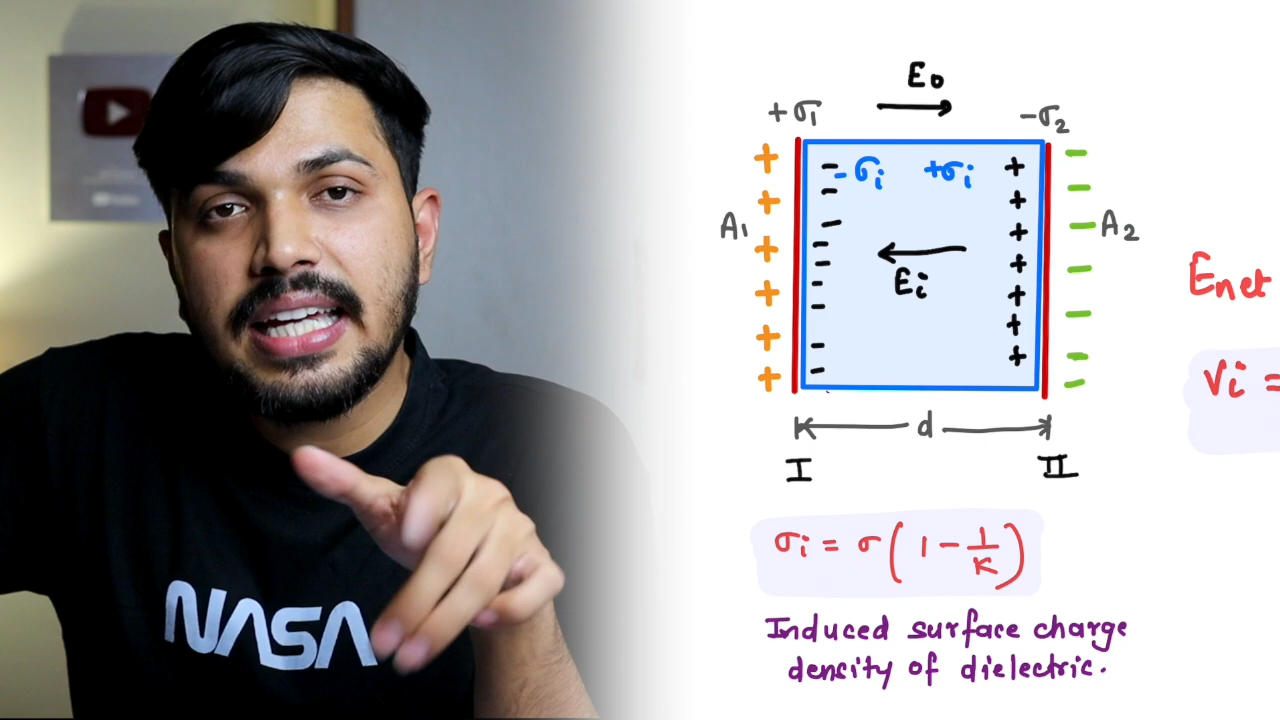 E₀
+σ₁
-σ₂
-σᵢ
+σᵢ
A₁
A₂
Eᵢ
Enet
Vᵢ =
d
I
II
σᵢ = σ(1 - 1/K)
Induced surface charge
density of dielectric.
NASA